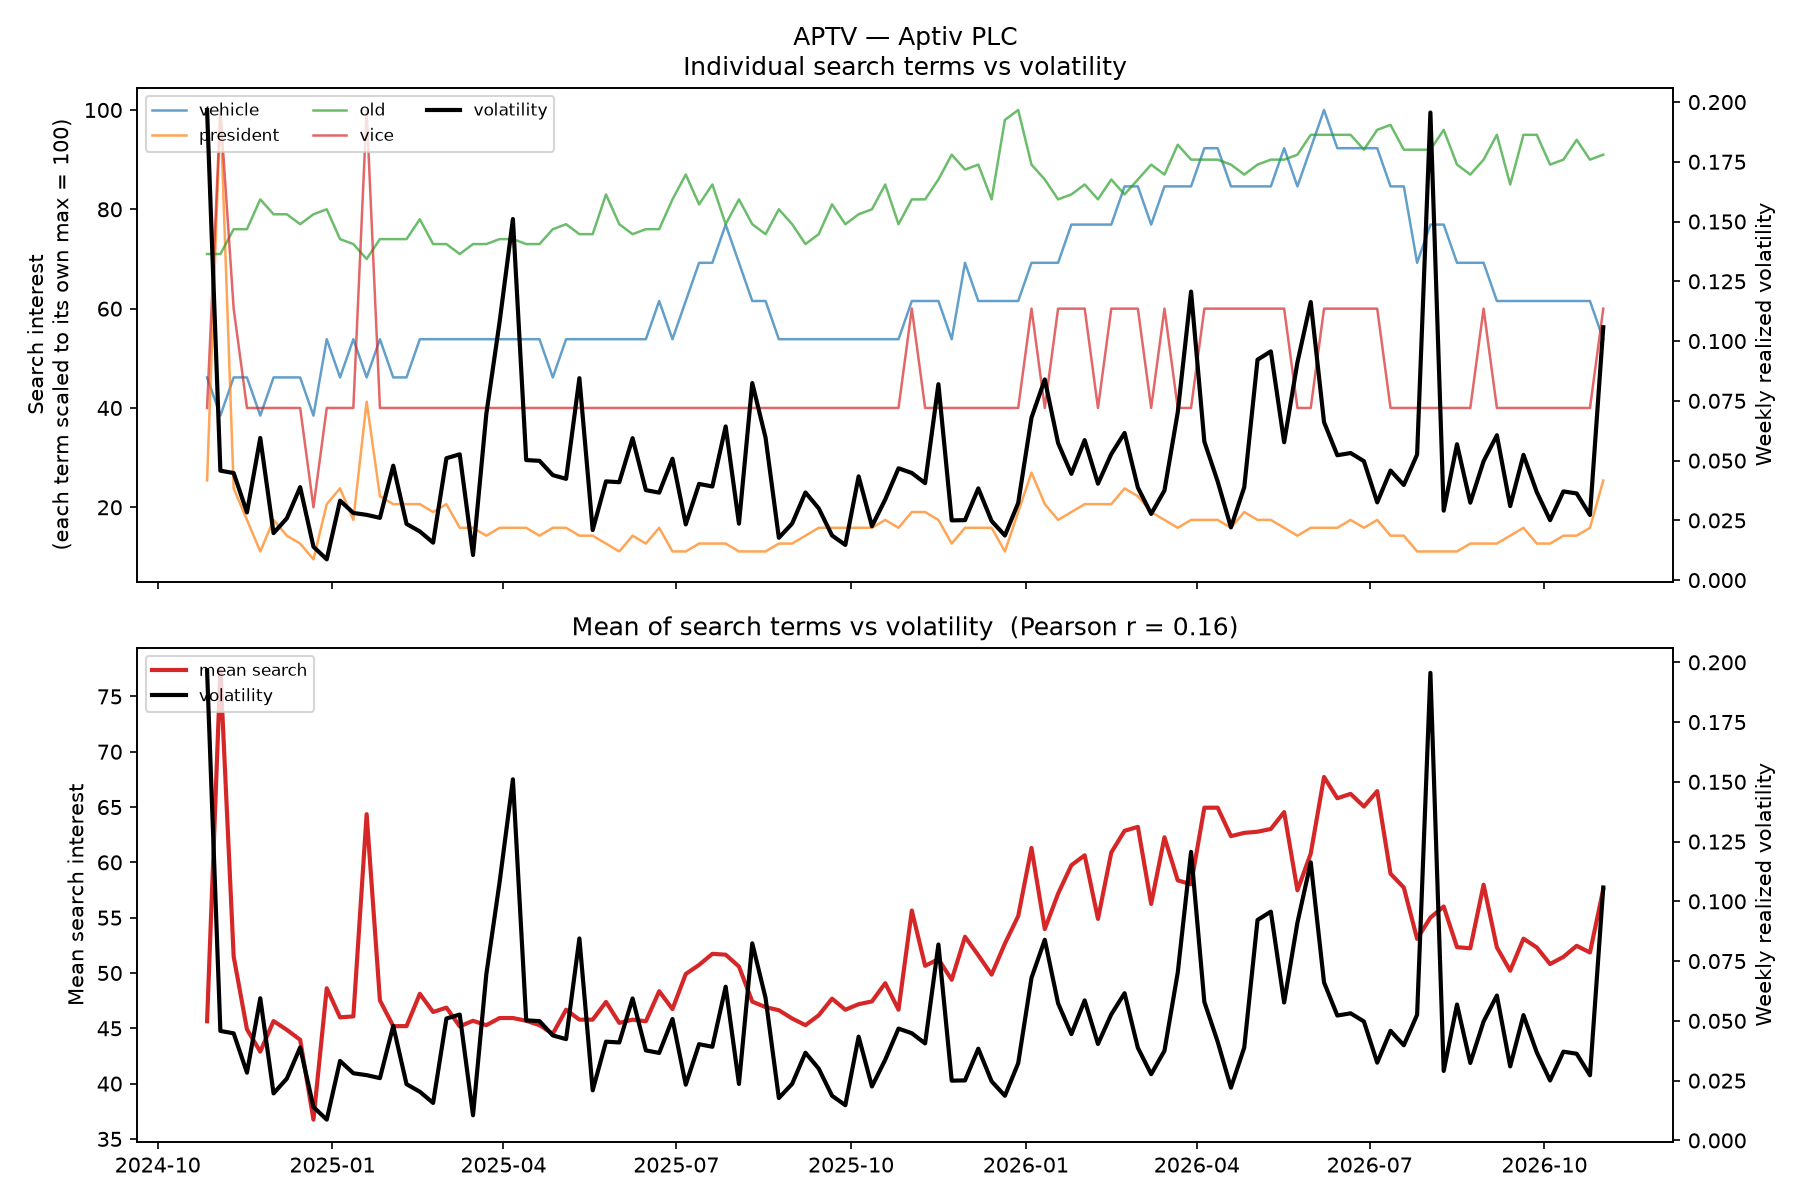 APTV — Aptiv PLC
Individual search terms vs volatility
vehicle
president
old
vice
volatility
Search interest
(each term scaled to its own max = 100)
100
80
60
40
20
0.200
0.175
0.150
0.125
0.100
0.075
0.050
0.025
0.000
Weekly realized volatility
Mean of search terms vs volatility (Pearson r = 0.16)
mean search
volatility
Mean search interest
75
70
65
60
55
50
45
40
35
0.200
0.175
0.150
0.125
0.100
0.075
0.050
0.025
0.000
Weekly realized volatility
2024-10
2025-01
2025-04
2025-07
2025-10
2026-01
2026-04
2026-07
2026-10